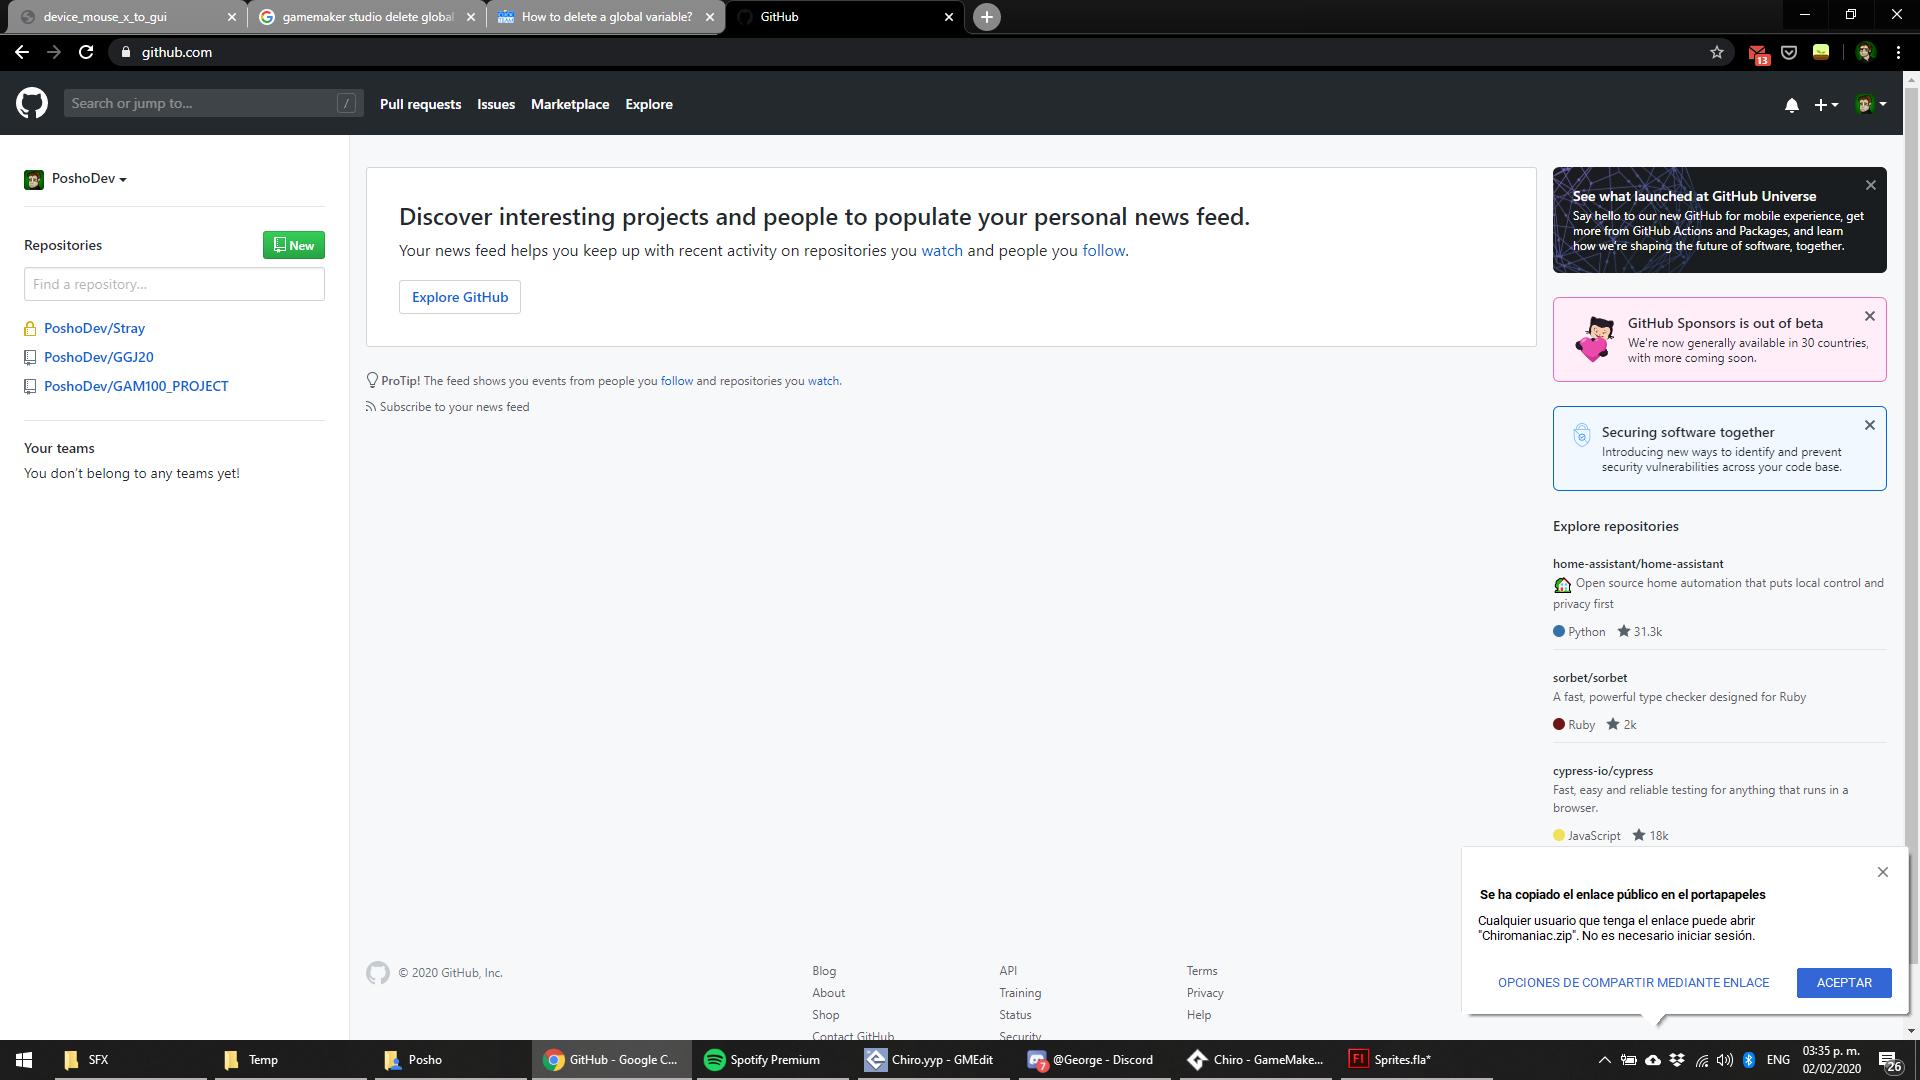 device_mouse_x_to_gui
gamemaker studio delete global
How to delete a global variable?
GitHub
github.com
13
Search or jump to...
/
Pull requests
Issues
Marketplace
Explore
PoshoDev
Repositories
New
Find a repository...
PoshoDev/Stray
PoshoDev/GGJ20
PoshoDev/GAM100_PROJECT
Your teams
You don't belong to any teams yet!
Discover interesting projects and people to populate your personal news feed.
Your news feed helps you keep up with recent activity on repositories you watch and people you follow.
Explore GitHub
ProTip! The feed shows you events from people you follow and repositories you watch.
Subscribe to your news feed
See what launched at GitHub Universe
Say hello to our new GitHub for mobile experience, get
more from GitHub Actions and Packages, and learn
how we're shaping the future of software, together.
GitHub Sponsors is out of beta
We're now generally available in 30 countries,
with more coming soon.
Securing software together
Introducing new ways to identify and prevent
security vulnerabilities across your code base.
Explore repositories
home-assistant/home-assistant
Open source home automation that puts local control and
privacy first
Python 31.3k
sorbet/sorbet
A fast, powerful type checker designed for Ruby
Ruby 2k
cypress-io/cypress
Fast, easy and reliable testing for anything that runs in a
browser.
JavaScript 18k
Se ha copiado el enlace público en el portapapeles
Cualquier usuario que tenga el enlace puede abrir
"Chiromaniac.zip". No es necesario iniciar sesión.
OPCIONES DE COMPARTIR MEDIANTE ENLACE
ACEPTAR
© 2020 GitHub, Inc.
Blog
About
Shop
Contact GitHub
API
Training
Status
Security
Terms
Privacy
Help
SFX
Temp
Posho
GitHub - Google C...
Spotify Premium
Chiro.yyp - GMEdit
7
@George - Discord
Chiro - GameMake...
Fl
Sprites.fla*
ENG
03:35 p. m.
02/02/2020
26